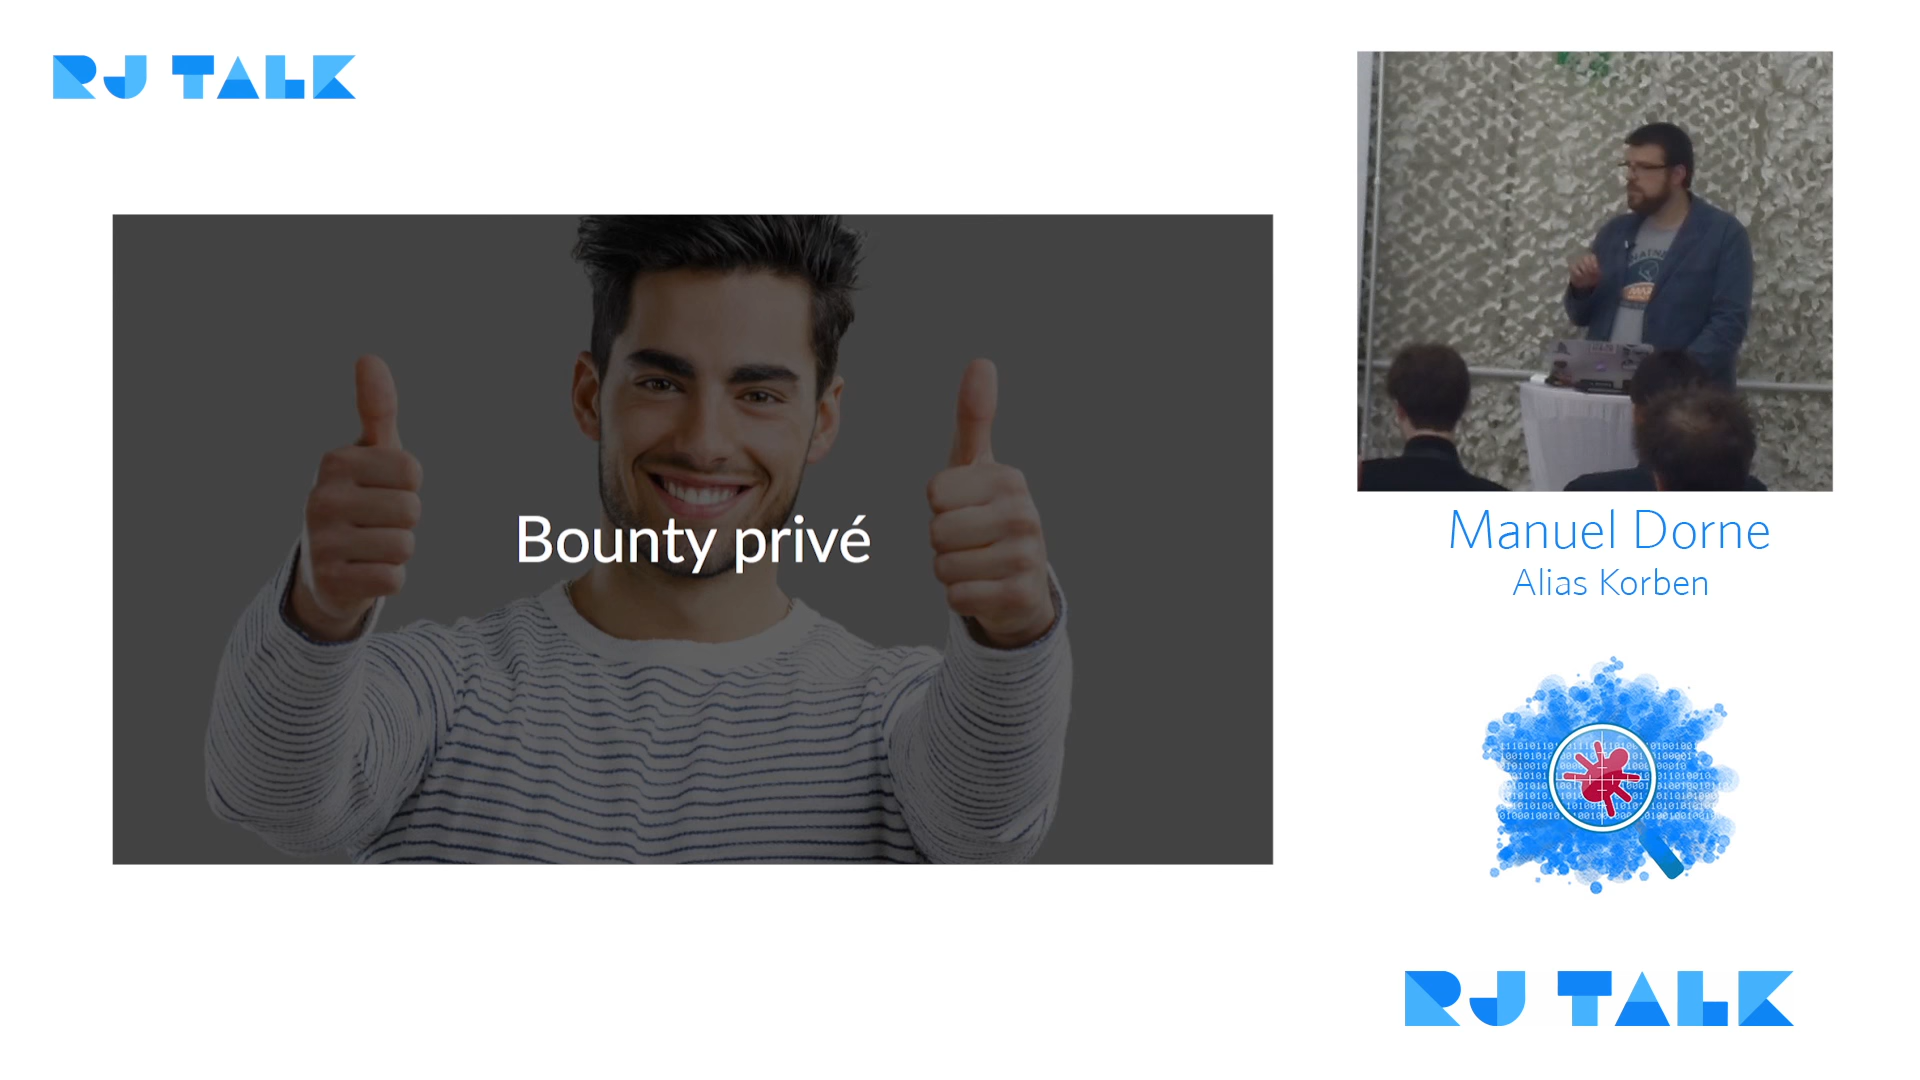 RJ TALK
Bounty privé
Manuel Dorne
Alias Korben
RJ TALK